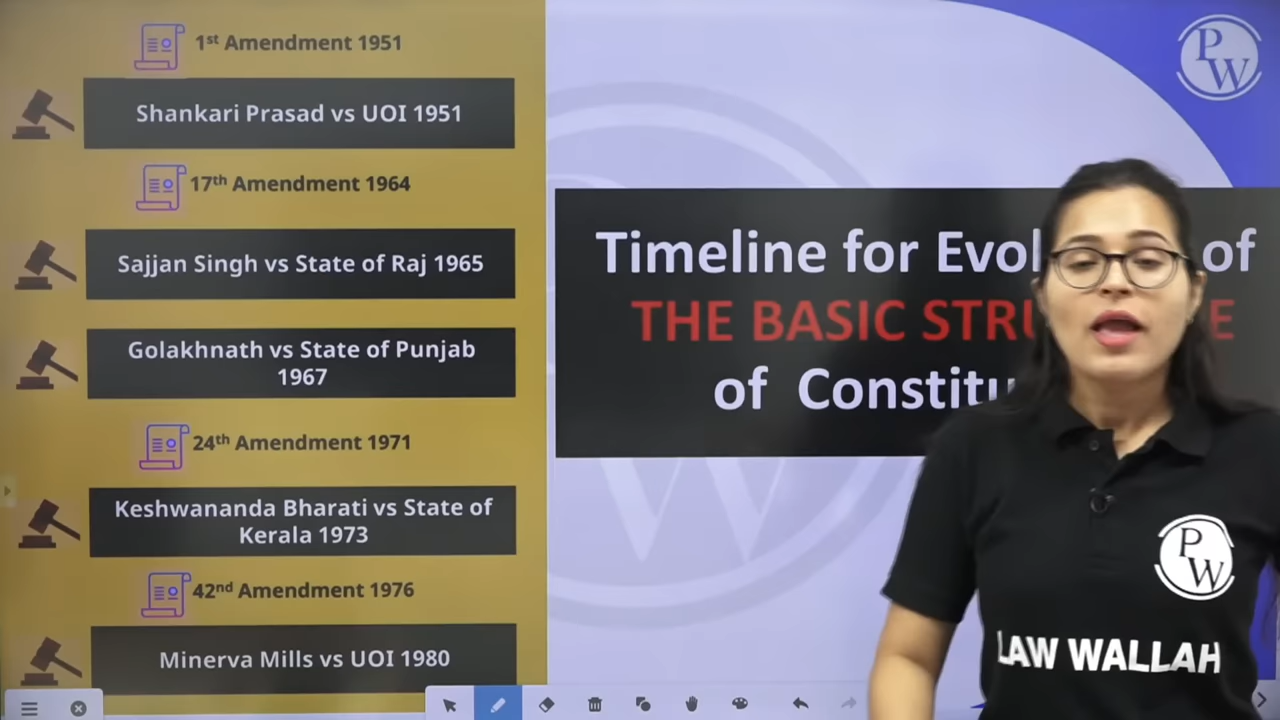 1st Amendment 1951
Shankari Prasad vs UOI 1951
17th Amendment 1964
Sajjan Singh vs State of Raj 1965
Golakhnath vs State of Punjab
1967
24th Amendment 1971
Keshwananda Bharati vs State of
Kerala 1973
42nd Amendment 1976
Minerva Mills vs UOI 1980
PW
Timeline for Evol of
THE BASIC STRU E
of Constitu
PW
LAW WALLAH